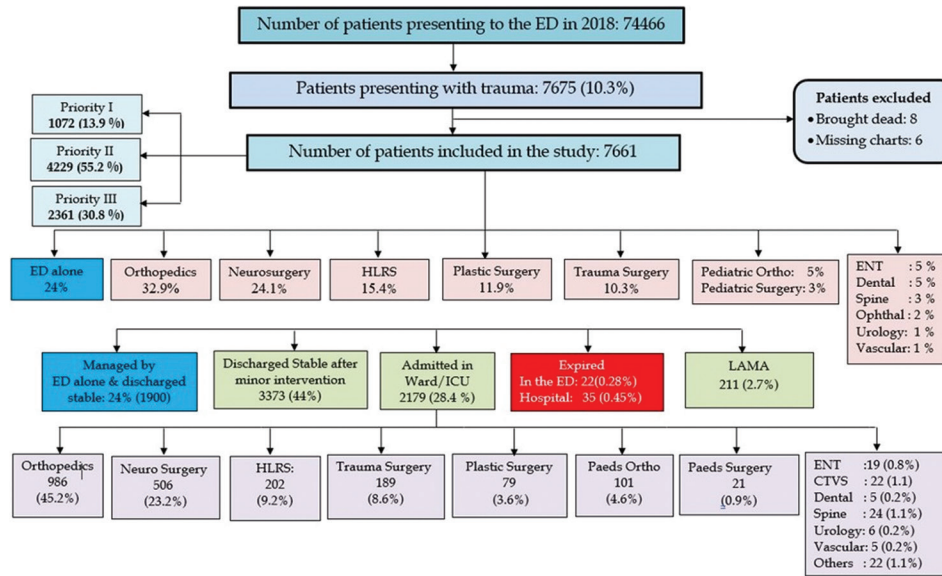 Number of patients presenting to the ED in 2018: 74466
Patients presenting with trauma: 7675 (10.3%)
Patients excluded
•Brought dead: 8
•Missing charts: 6
Number of patients included in the study: 7661
Priority I
1072 (13.9 %)
Priority II
4229 (55.2 %)
Priority III
2361 (30.8 %)
ED alone
24%
Orthopedics
32.9%
Neurosurgery
24.1%
HLRS
15.4%
Plastic Surgery
11.9%
Trauma Surgery
10.3%
Pediatric Ortho: 5%
Pediatric Surgery: 3%
ENT : 5 %
Dental : 5 %
Spine : 3 %
Ophthal : 2 %
Urology : 1 %
Vascular : 1 %
Managed by
ED alone & discharged
stable: 24% (1900)
Discharged Stable after
minor intervention
3373 (44%)
Admitted in
Ward/ICU
2179 (28.4 %)
Expired
In the ED: 22(0.28%)
Hospital: 35 (0.45%)
LAMA
211 (2.7%)
Orthopedics
986
(45.2%)
Neuro Surgery
506
(23.2%)
HLRS:
202
(9.2%)
Trauma Surgery
189
(8.6%)
Plastic Surgery
79
(3.6%)
Paeds Ortho
101
(4.6%)
Paeds Surgery
21
(0.9%)
ENT :19 (0.8%)
CTVS : 22 (1.1)
Dental : 5 (0.2%)
Spine : 24 (1.1%)
Urology : 6 (0.2%)
Vascular: 5 (0.2%)
Others : 22 (1.1%)